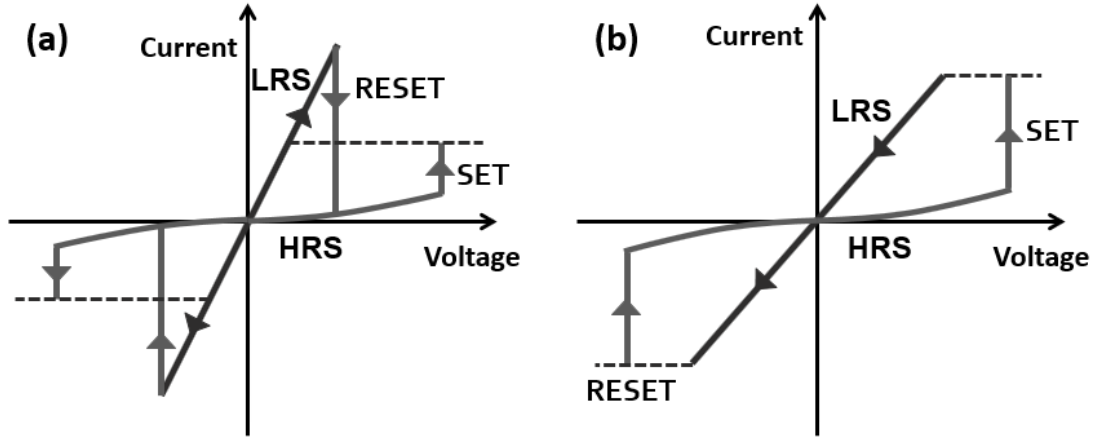 (a)
Current
LRS
RESET
SET
HRS
Voltage
(b)
Current
LRS
SET
HRS
Voltage
RESET